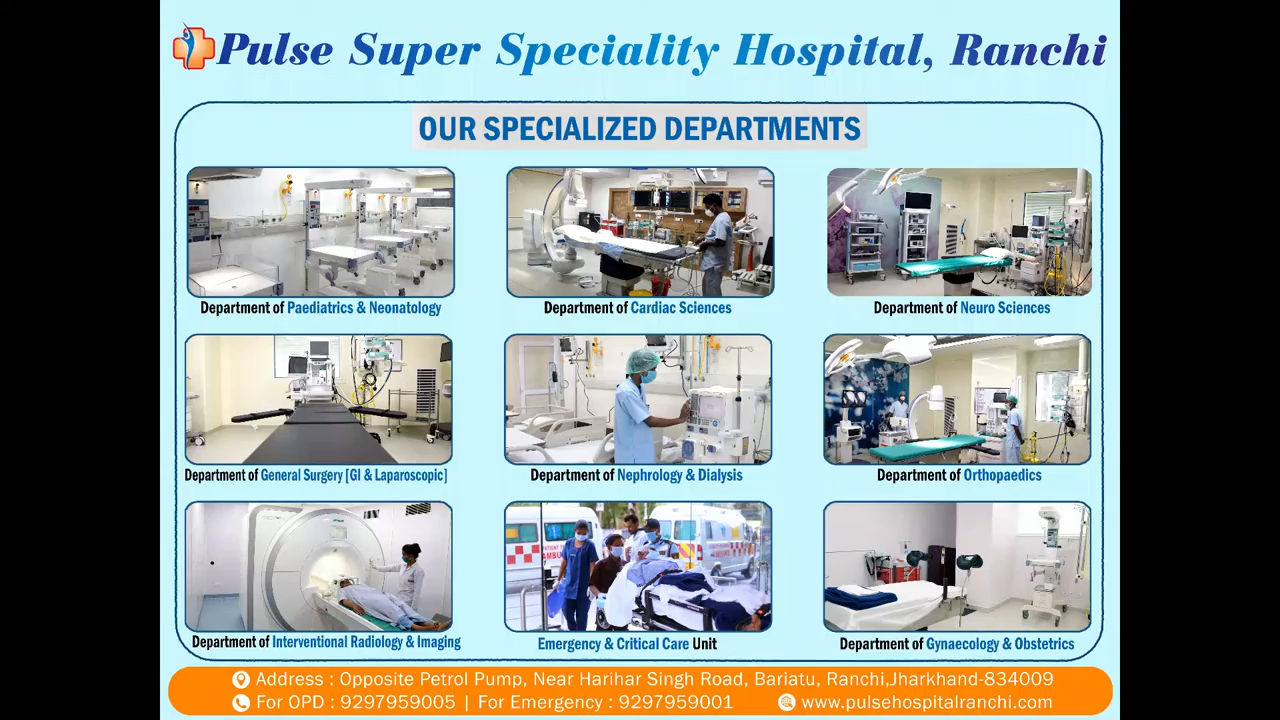 Pulse Super Speciality Hospital, Ranchi
OUR SPECIALIZED DEPARTMENTS
Department of Paediatrics & Neonatology
Department of Cardiac Sciences
Department of Neuro Sciences
Department of General Surgery [GI & Laparoscopic]
Department of Nephrology & Dialysis
Department of Orthopaedics
Department of Interventional Radiology & Imaging
Emergency & Critical Care Unit
Department of Gynaecology & Obstetrics
Address : Opposite Petrol Pump, Near Harihar Singh Road, Bariatu, Ranchi,Jharkhand-834009
For OPD : 9297959005 | For Emergency : 9297959001 www.pulsehospitalranchi.com